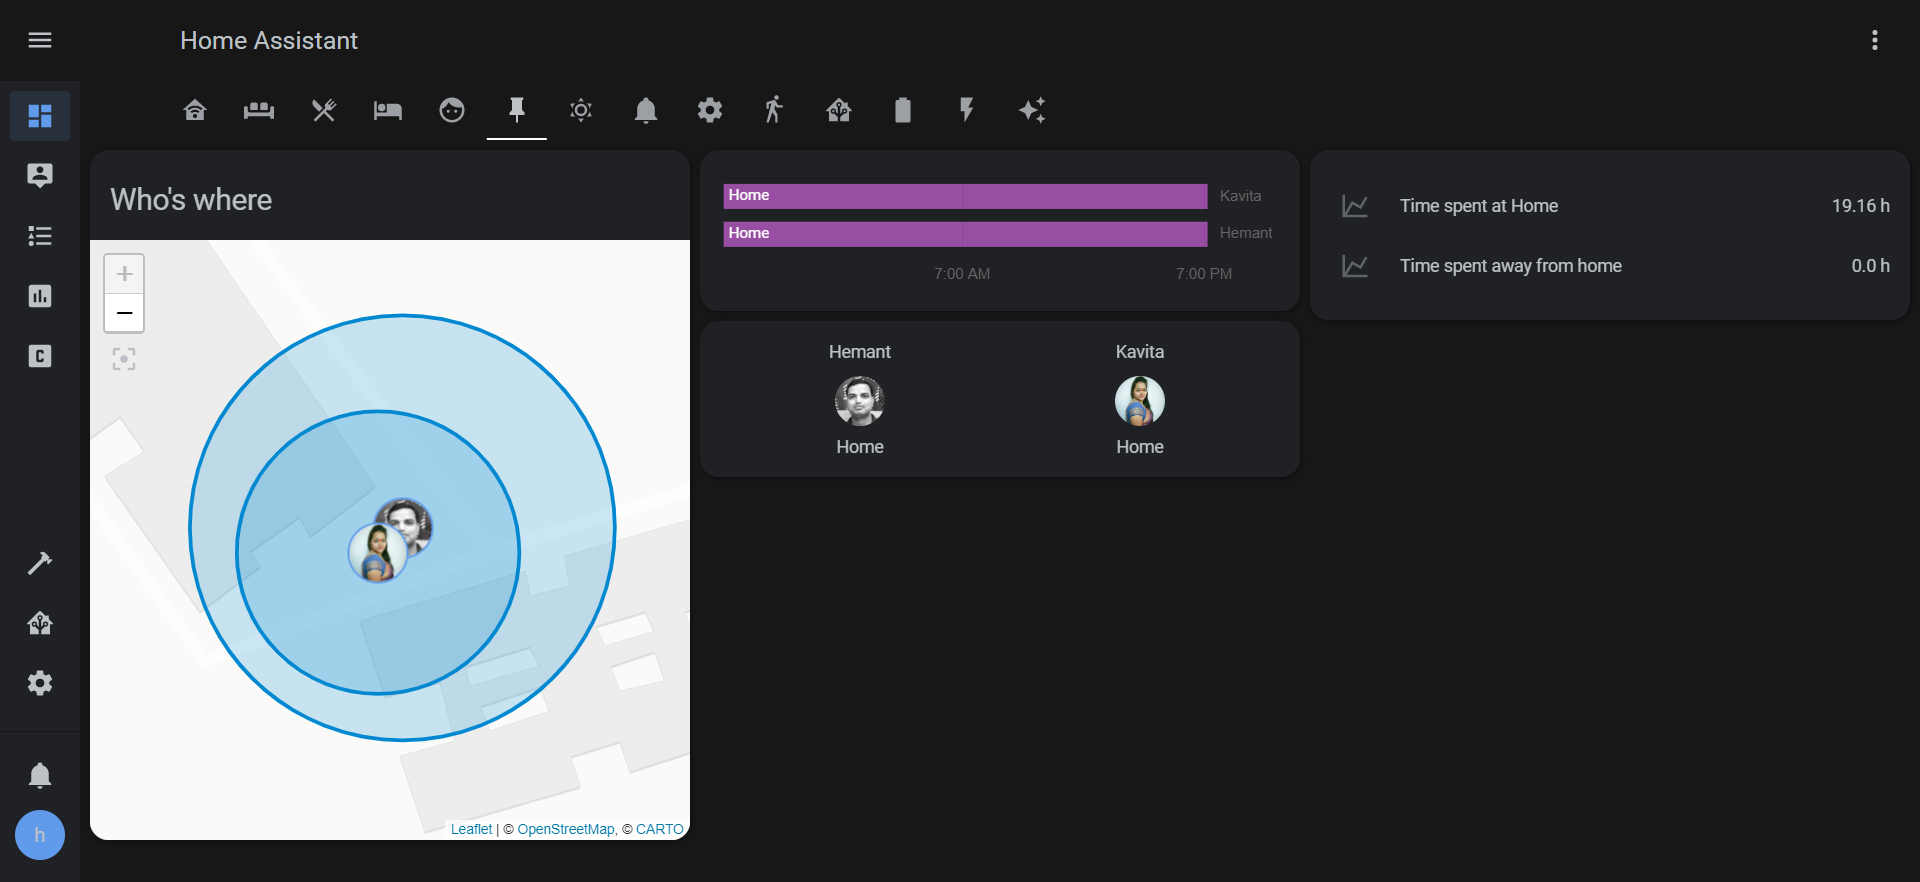 Home Assistant
C
h
Who's where
+
−
Leaflet | © OpenStreetMap, © CARTO
Home Kavita
Home Hemant
7:00 AM 7:00 PM
Hemant Kavita
Home Home
Time spent at Home 19.16 h
Time spent away from home 0.0 h